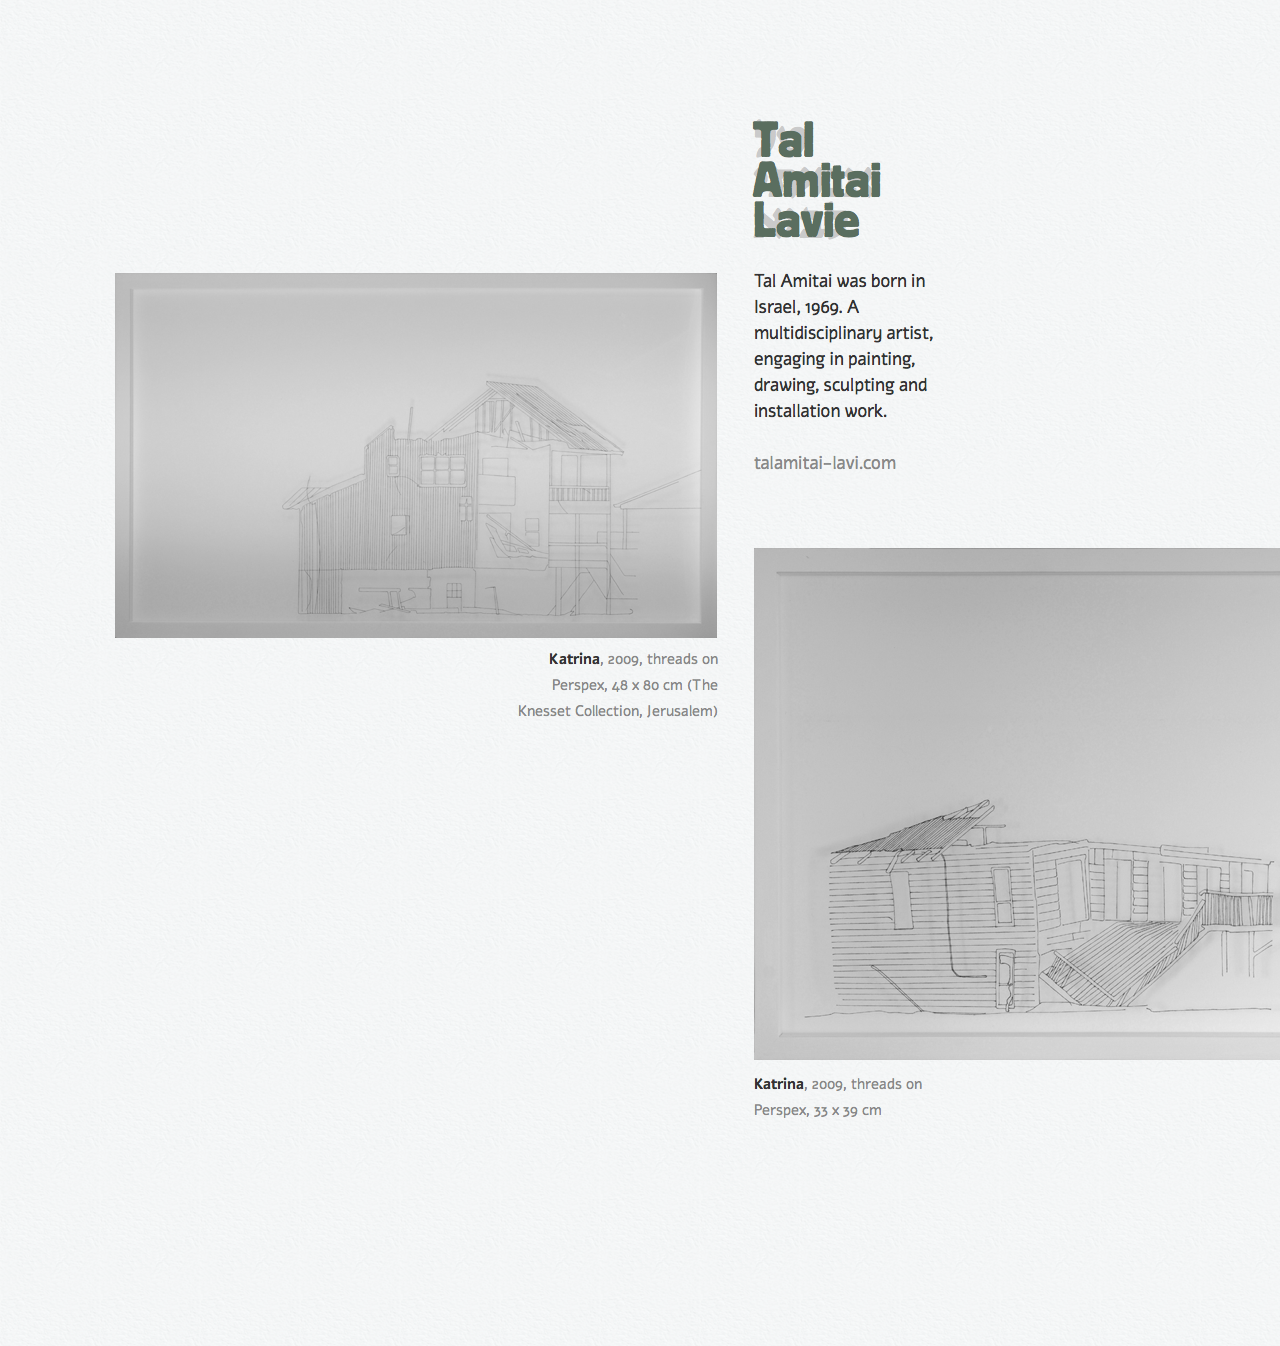 Tal
Amitai
Lavie
Tal Amitai was born in
Israel, 1969. A
multidisciplinary artist,
engaging in painting,
drawing, sculpting and
installation work.
talamitai-lavi.com
Katrina, 2009, threads on
Perspex, 48 x 80 cm (The
Knesset Collection, Jerusalem)
Katrina, 2009, threads on
Perspex, 33 x 39 cm